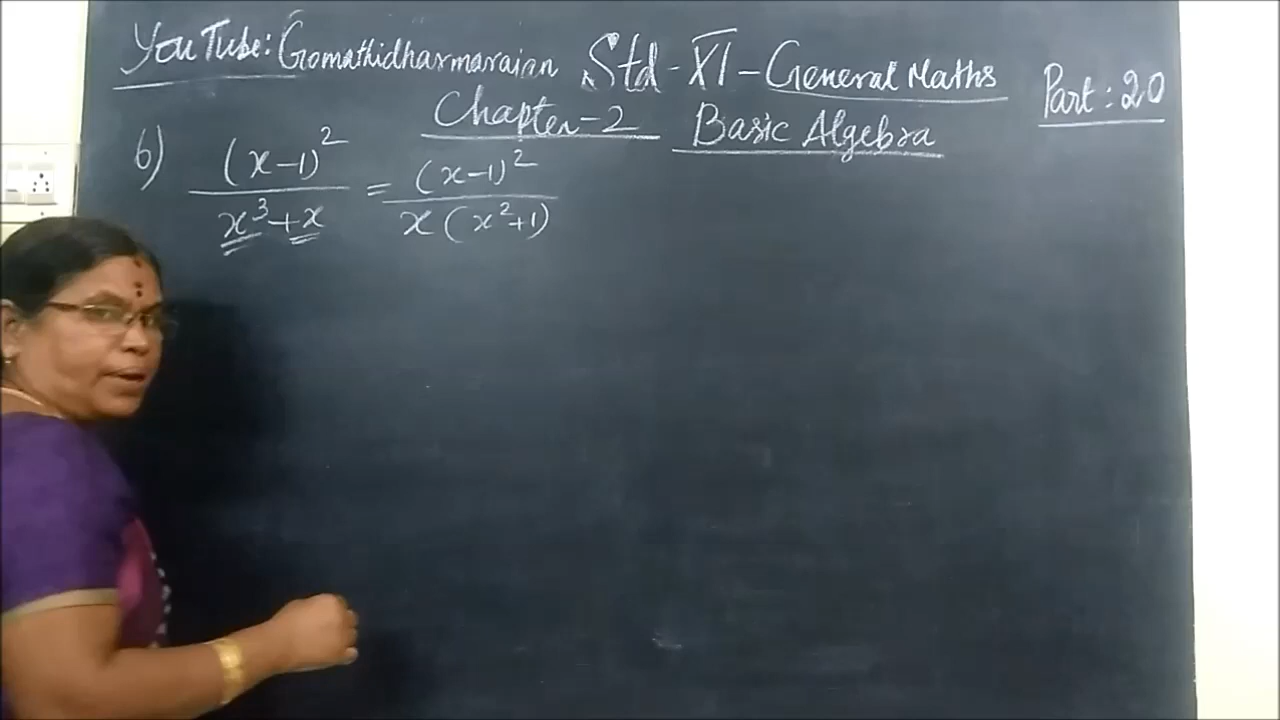 YouTube: Gomathidharmarajan Std - XI - General Maths Part: 20
Chapter-2 Basic Algebra
6) (x-1)² / x³+x = (x-1)² / x(x²+1)